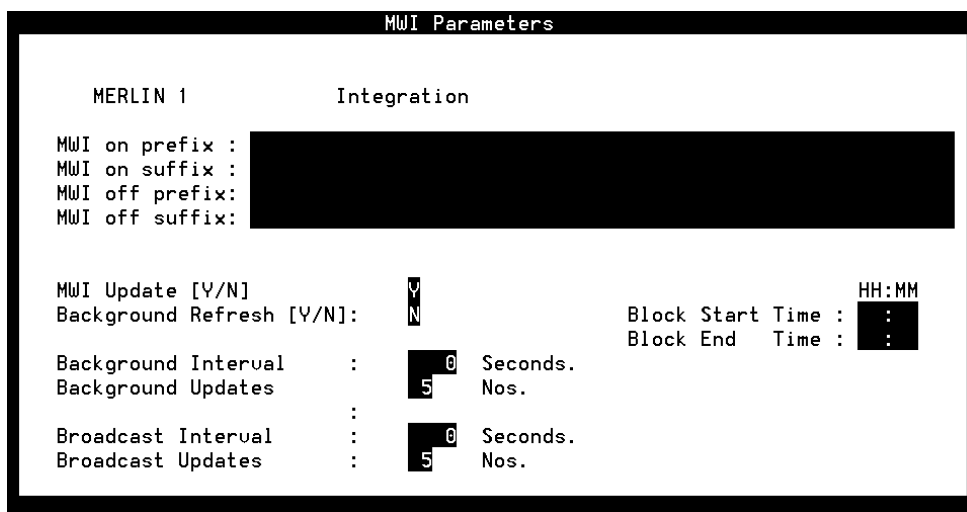 MWI Parameters
MERLIN 1 Integration
MWI on prefix :
MWI on suffix :
MWI off prefix:
MWI off suffix:
MWI Update [Y/N] Y HH:MM
Background Refresh [Y/N]: N Block Start Time : :
Block End Time : :
Background Interval : 0 Seconds.
Background Updates 5 Nos.
:
Broadcast Interval : 0 Seconds.
Broadcast Updates : 5 Nos.